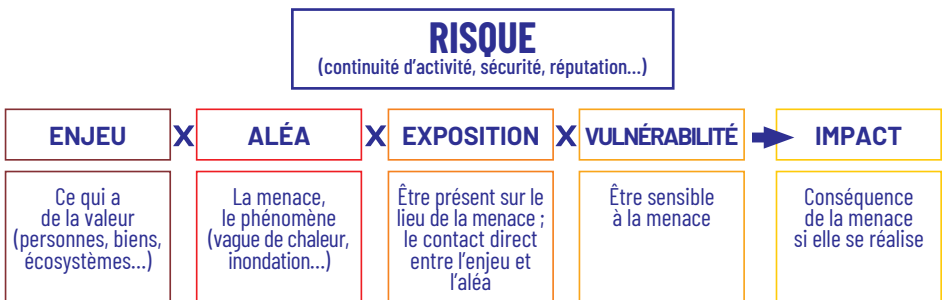 RISQUE
(continuité d'activité, sécurité, réputation...)
ENJEU X ALÉA X EXPOSITION X VULNÉRABILITÉ IMPACT
Ce qui a
de la valeur
(personnes, biens,
écosystèmes...)
La menace,
le phénomène
(vague de chaleur,
inondation...)
Être présent sur le
lieu de la menace ;
le contact direct
entre l'enjeu et
l'aléa
Être sensible
à la menace
Conséquence
de la menace
si elle se réalise